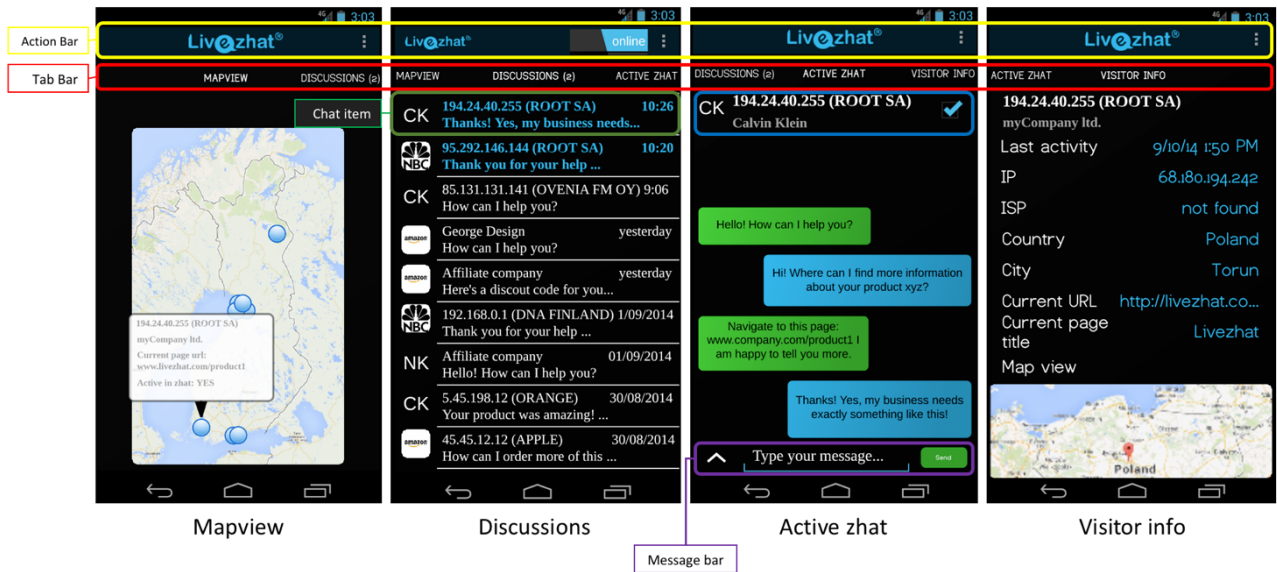 4G 3:03
Livezhat®
MAPVIEW DISCUSSIONS (2)
194.24.40.255 (ROOT SA)
myCompany ltd.
Current page url:
www.livezhat.com/product1
Active in zhat: YES
Mapview
Action Bar
Tab Bar
Chat item
4G 3:03
Livezhat®
online
MAPVIEW DISCUSSIONS (2) ACTIVE ZHAT
CK 194.24.40.255 (ROOT SA) 10:26
Thanks! Yes, my business needs...
NBC 95.292.146.144 (ROOT SA) 10:20
Thank you for your help ...
CK 85.131.131.141 (OVENIA FM OY) 9:06
How can I help you?
amazon George Design yesterday
How can I help you?
amazon Affiliate company yesterday
Here's a discout code for you...
NBC 192.168.0.1 (DNA FINLAND) 1/09/2014
Thank you for your help ...
NK Affiliate company 01/09/2014
Hello! How can I help you?
CK 5.45.198.12 (ORANGE) 30/08/2014
Your product was amazing! ...
amazon 45.45.12.12 (APPLE) 30/08/2014
How can I order more of this ...
Discussions
4G 3:03
Livezhat®
DISCUSSIONS (2) ACTIVE ZHAT VISITOR INFO
CK 194.24.40.255 (ROOT SA)
Calvin Klein
Hello! How can I help you?
Hi! Where can I find more information
about your product xyz?
Navigate to this page:
www.company.com/product1 I
am happy to tell you more.
Thanks! Yes, my business needs
exactly something like this!
Type your message... Send
Active zhat
Message bar
4G 3:03
Livezhat®
ACTIVE ZHAT VISITOR INFO
194.24.40.255 (ROOT SA)
myCompany ltd.
Last activity 9/10/14 1:50 PM
IP 68.180.194.242
ISP not found
Country Poland
City Torun
Current URL http://livezhat.co...
Current page
title Livezhat
Map view
Poland
Visitor info